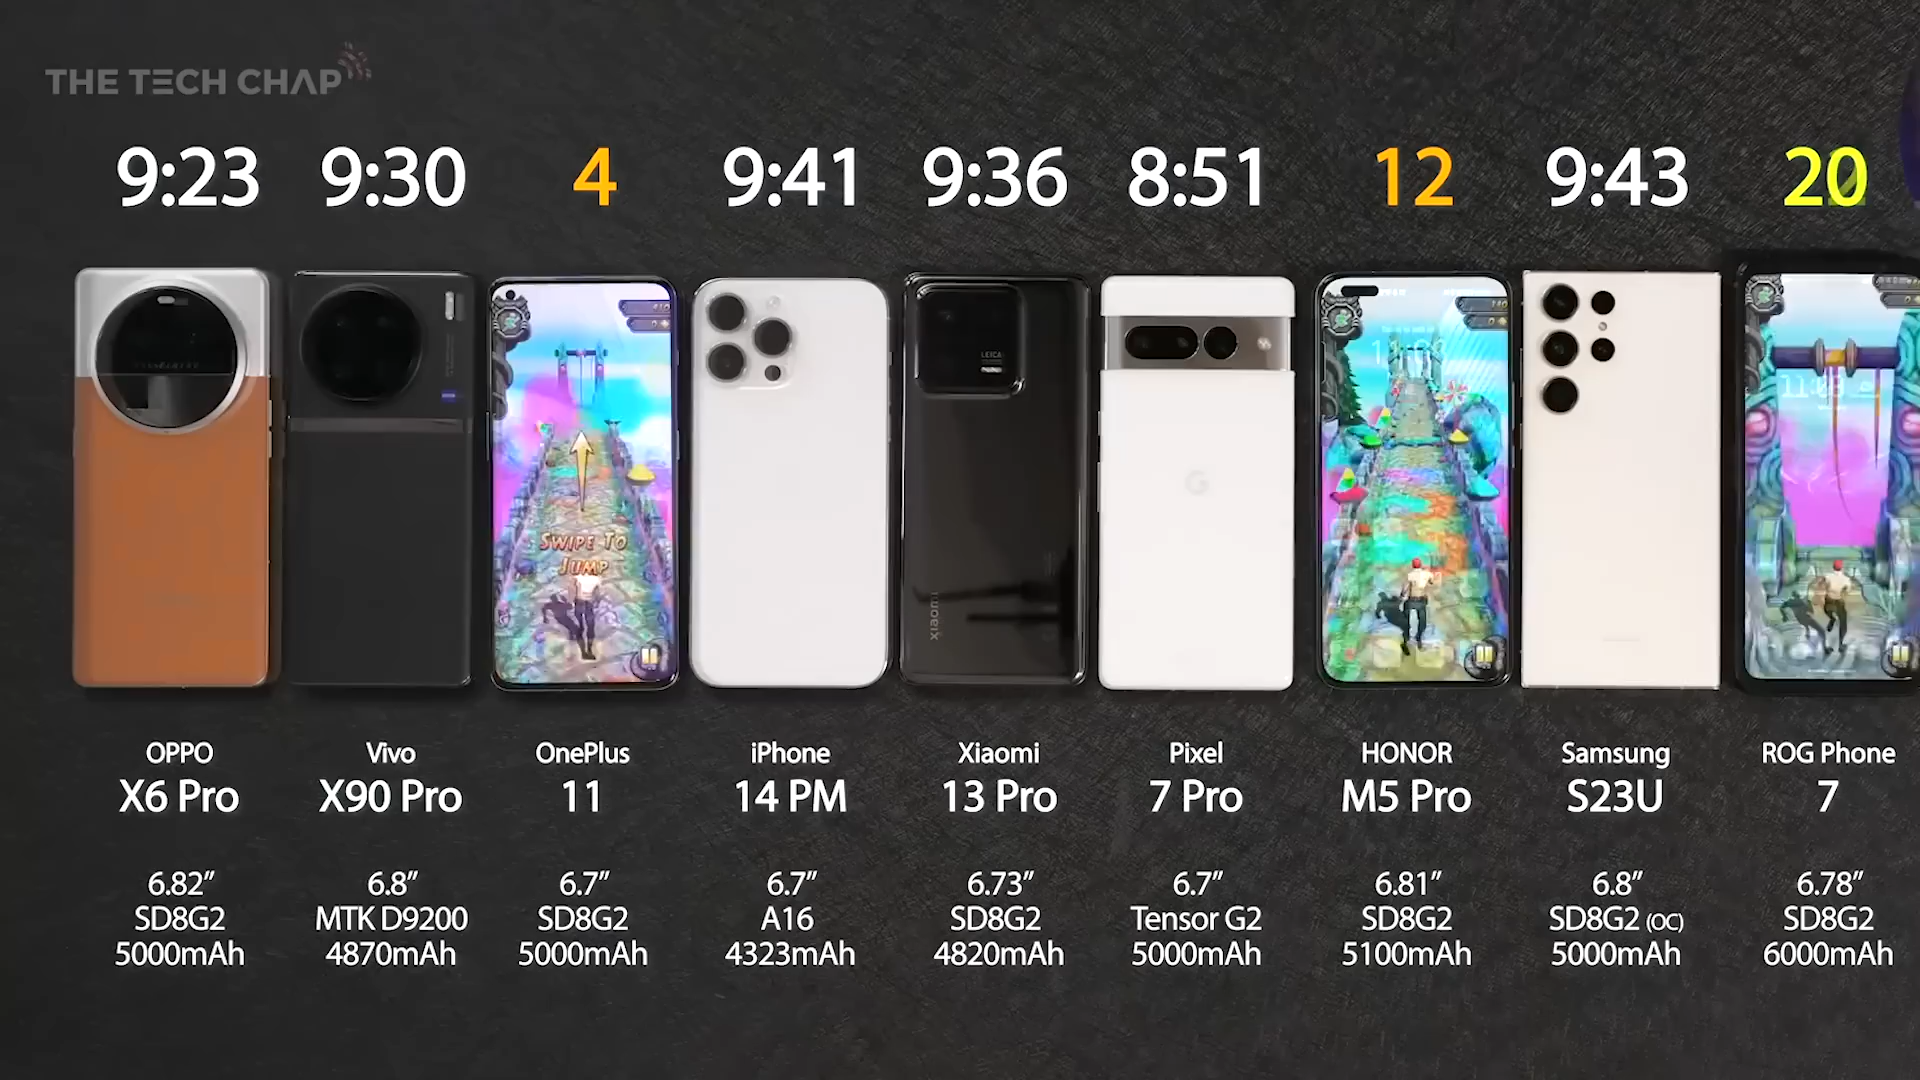 THE TECH CHAP
9:23 9:30 4 9:41 9:36 8:51 12 9:43 20
LEICA
SWIPE TO
JUMP
xiaomi
G
OPPO Vivo OnePlus iPhone Xiaomi Pixel HONOR Samsung ROG Phone
X6 Pro X90 Pro 11 14 PM 13 Pro 7 Pro M5 Pro S23U 7
6.82” 6.8” 6.7” 6.7” 6.73” 6.7” 6.81” 6.8” 6.78”
SD8G2 MTK D9200 SD8G2 A16 SD8G2 Tensor G2 SD8G2 SD8G2 (OC) SD8G2
5000mAh 4870mAh 5000mAh 4323mAh 4820mAh 5000mAh 5100mAh 5000mAh 6000mAh